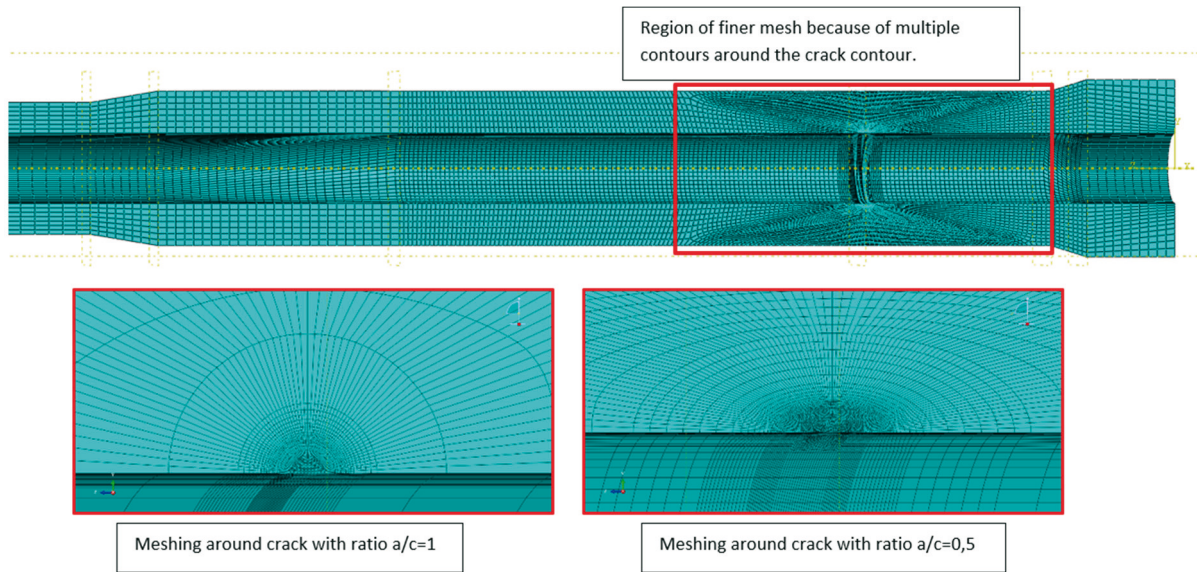 Region of finer mesh because of multiple
contours around the crack contour.
Meshing around crack with ratio a/c=1
Meshing around crack with ratio a/c=0,5